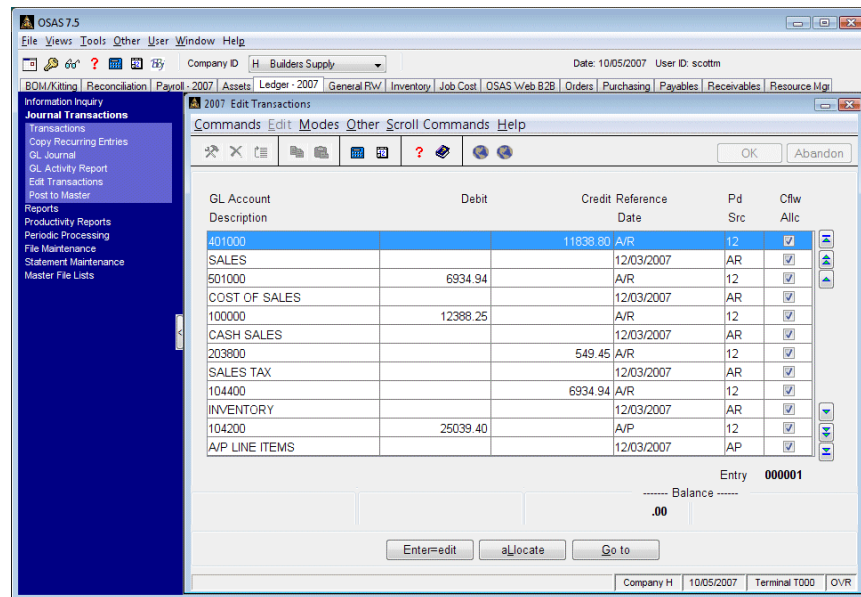 OSAS 7.5
File Views Tools Other User Window Help
Company ID H Builders Supply Date: 10/05/2007 User ID: scottm
BOM/Kitting Reconciliation Payroll - 2007 Assets Ledger - 2007 General RW Inventory Job Cost OSAS Web B2B Orders Purchasing Payables Receivables Resource Mgr
Information Inquiry
Journal Transactions
Transactions
Copy Recurring Entries
GL Journal
GL Activity Report
Edit Transactions
Post to Master
Reports
Productivity Reports
Periodic Processing
File Maintenance
Statement Maintenance
Master File Lists
2007 Edit Transactions
Commands Edit Modes Other Scroll Commands Help
OK Abandon
GL Account Debit Credit Reference Pd Cflw
Description Date Src Allc
401000 11838.80 A/R 12
SALES 12/03/2007 AR
501000 6934.94 A/R 12
COST OF SALES 12/03/2007 AR
100000 12388.25 A/R 12
CASH SALES 12/03/2007 AR
203800 549.45 A/R 12
SALES TAX 12/03/2007 AR
104400 6934.94 A/R 12
INVENTORY 12/03/2007 AR
104200 25039.40 A/P 12
A/P LINE ITEMS 12/03/2007 AP
Entry 000001
------- Balance ------
.00
Enter=edit aLlocate Go to
Company H 10/05/2007 Terminal T000 OVR